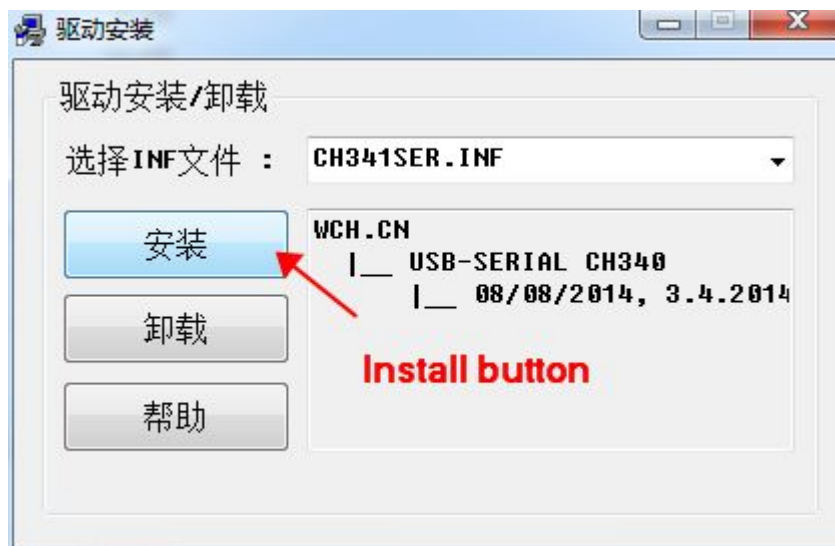 驱动安装
驱动安装/卸载
选择INF文件 : CH341SER.INF
安装
卸载
帮助
WCH.CN
|__ USB-SERIAL CH340
|__ 08/08/2014, 3.4.2014
Install button